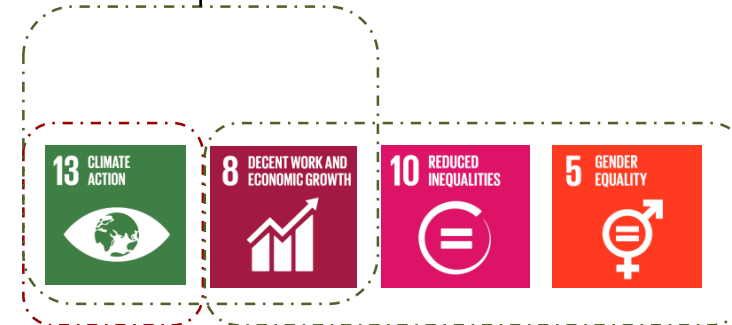 13 CLIMATE
ACTION
8 DECENT WORK AND
ECONOMIC GROWTH
10 REDUCED
INEQUALITIES
5 GENDER
EQUALITY